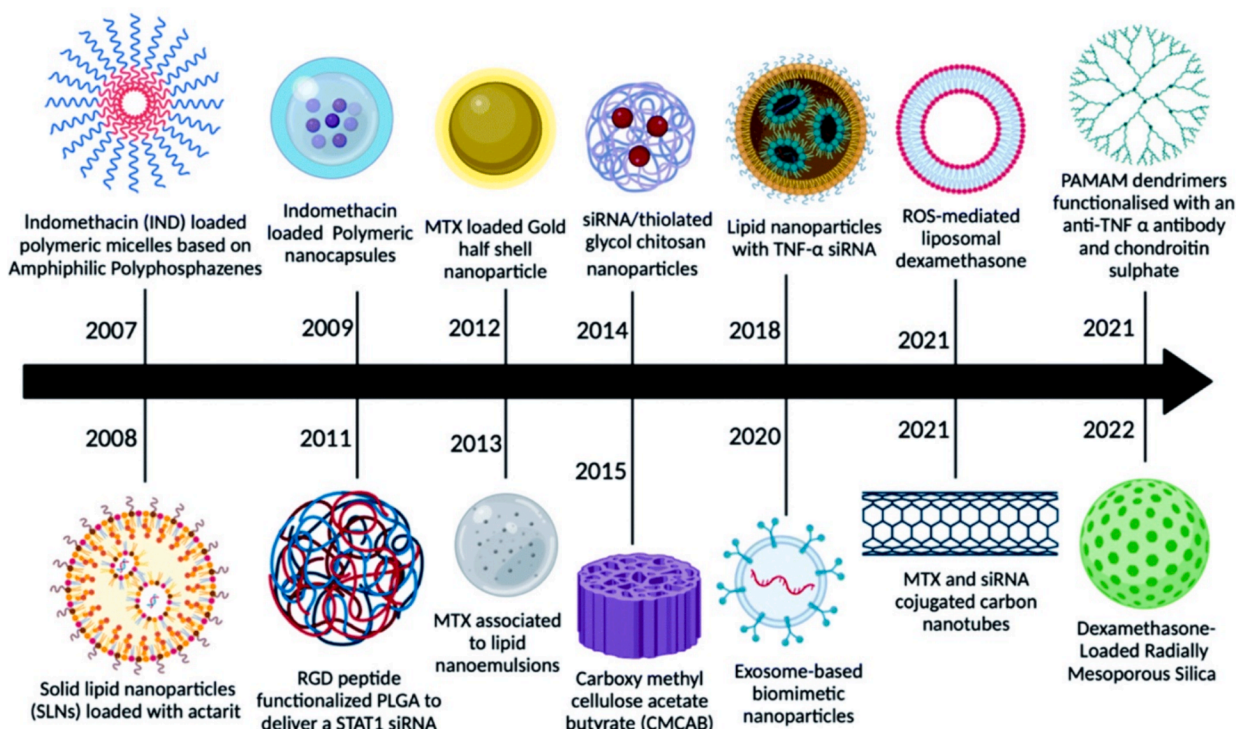 Indomethacin (IND) loaded
polymeric micelles based on
Amphiphilic Polyphosphazenes
Indomethacin
loaded Polymeric
nanocapsules
MTX loaded Gold
half shell
nanoparticle
siRNA/thiolated
glycol chitosan
nanoparticles
Lipid nanoparticles
with TNF-α siRNA
ROS-mediated
liposomal
dexamethasone
PAMAM dendrimers
functionalised with an
anti-TNF α antibody
and chondroitin
sulphate
2007
2009
2012
2014
2018
2021
2021
2008
2011
2013
2015
2020
2021
2022
Solid lipid nanoparticles
(SLNs) loaded with actarit
RGD peptide
functionalized PLGA to
deliver a STAT1 siRNA
MTX associated
to lipid
nanoemulsions
Carboxy methyl
cellulose acetate
butyrate (CMCAB)
Exosome-based
biomimetic
nanoparticles
MTX and siRNA
cojugated carbon
nanotubes
Dexamethasone-
Loaded Radially
Mesoporous Silica